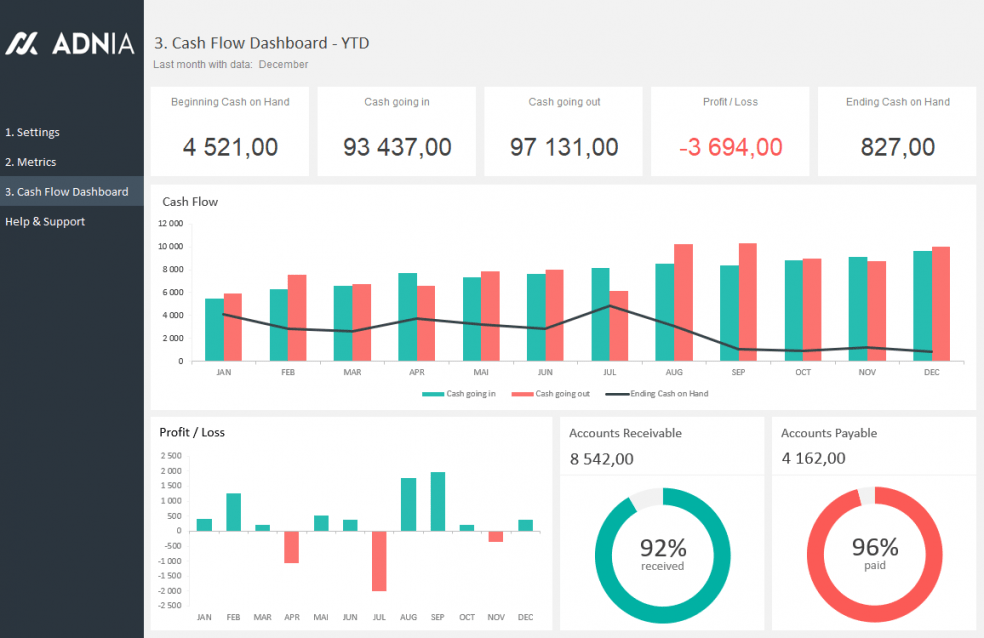 ADNIA
1. Settings
2. Metrics
3. Cash Flow Dashboard
Help & Support
3. Cash Flow Dashboard - YTD
Last month with data: December
Beginning Cash on Hand
4 521,00
Cash going in
93 437,00
Cash going out
97 131,00
Profit / Loss
-3 694,00
Ending Cash on Hand
827,00
Cash Flow
12 000
10 000
8 000
6 000
4 000
2 000
0
JAN FEB MAR APR MAI JUN JUL AUG SEP OCT NOV DEC
Cash going in Cash going out Ending Cash on Hand
Profit / Loss
2 500
2 000
1 500
1 000
500
0
-500
-1 000
-1 500
-2 000
-2 500
JAN FEB MAR APR MAI JUN JUL AUG SEP OCT NOV DEC
Accounts Receivable
8 542,00
92%
received
Accounts Payable
4 162,00
96%
paid